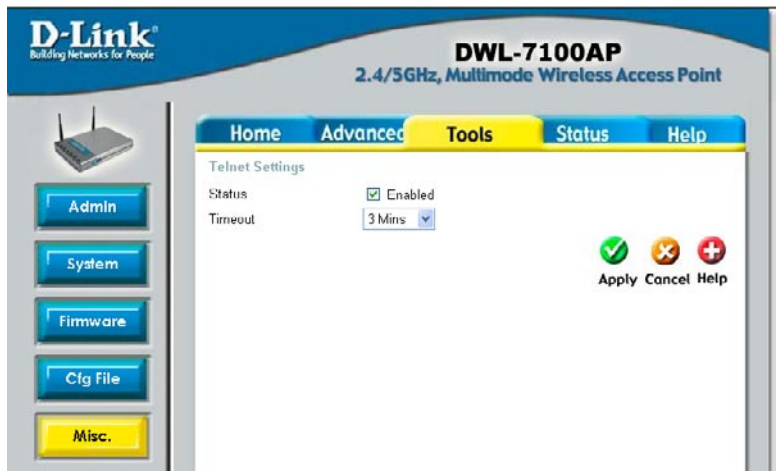 D-Link®
Building Networks for People
DWL-7100AP
2.4/5GHz, Multimode Wireless Access Point
Home Advanced Tools Status Help
Telnet Settings
Status Enabled
Timeout 3 Mins
Apply Cancel Help
Admin
System
Firmware
Cfg File
Misc.